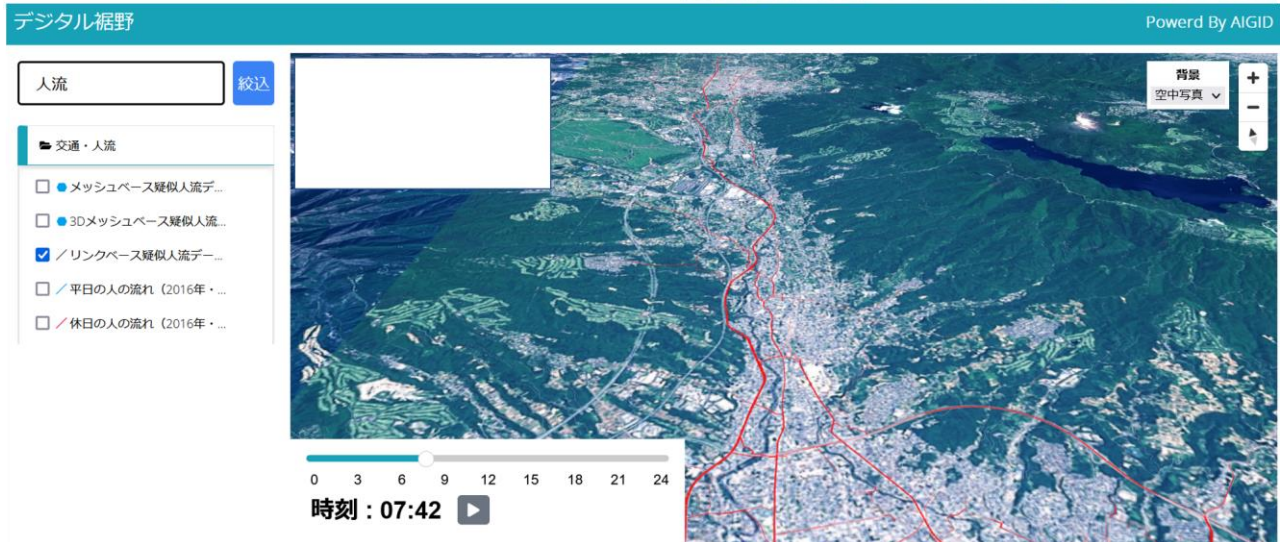 デジタル裾野
Powerd By AIGID
人流
絞込
交通・人流
メッシュベース疑似人流デ...
3Dメッシュベース疑似人流...
リンクベース疑似人流デー...
平日の人の流れ（2016年・...
休日の人の流れ（2016年・...
背景
空中写真
+
−
0 3 6 9 12 15 18 21 24
時刻：07:42